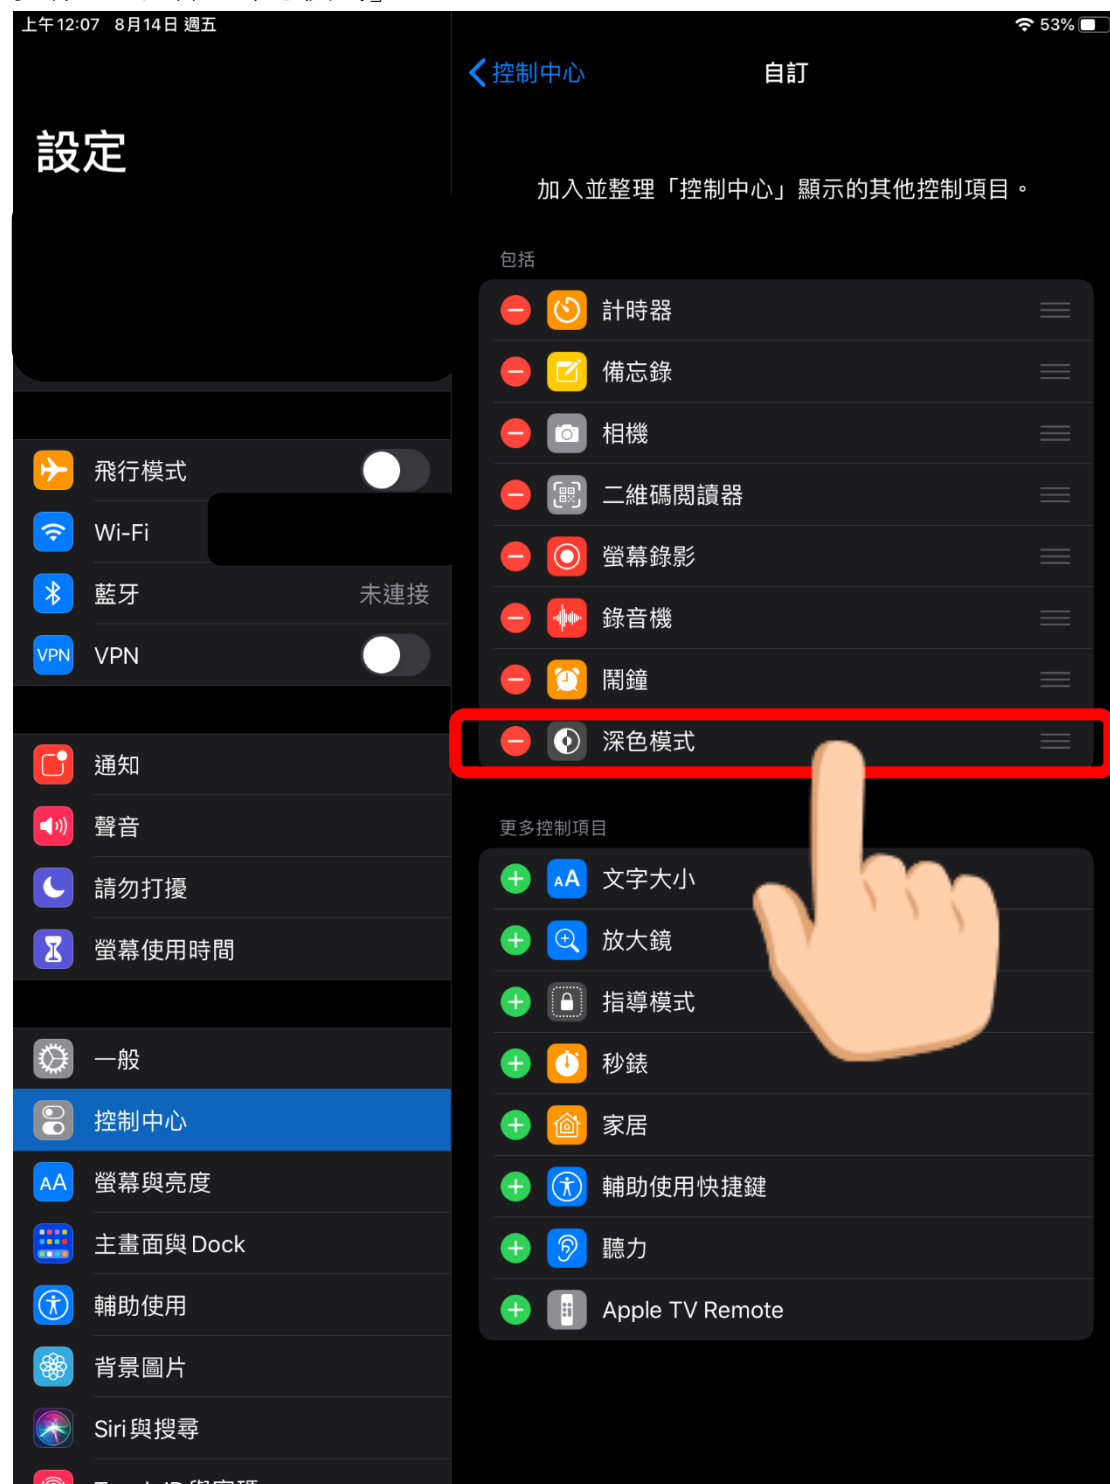 上午12:07 8月14日 週五
53%
設定
控制中心
自訂
加入並整理「控制中心」顯示的其他控制項目。
包括
計時器
備忘錄
相機
二維碼閱讀器
螢幕錄影
錄音機
鬧鐘
深色模式
更多控制項目
文字大小
放大鏡
指導模式
秒錶
家居
輔助使用快捷鍵
聽力
Apple TV Remote
飛行模式
Wi-Fi
藍牙 未連接
VPN VPN
通知
聲音
請勿打擾
螢幕使用時間
一般
控制中心
AA 螢幕與亮度
主畫面與Dock
輔助使用
背景圖片
Siri與搜尋